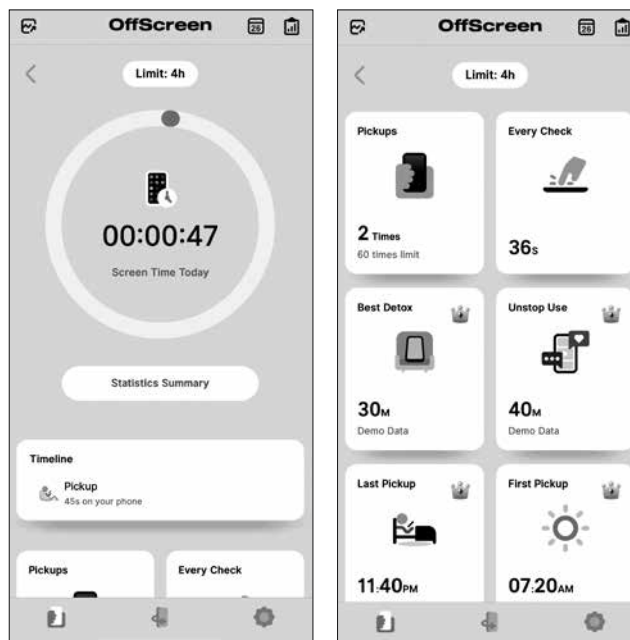 OffScreen
26
Limit: 4h
00:00:47
Screen Time Today
Statistics Summary
Timeline
Pickup
45s on your phone
Pickups
Every Check
OffScreen
26
Limit: 4h
Pickups
2 Times
60 times limit
Every Check
36s
Best Detox
30M
Demo Data
Unstop Use
40M
Demo Data
Last Pickup
11:40PM
First Pickup
07:20AM